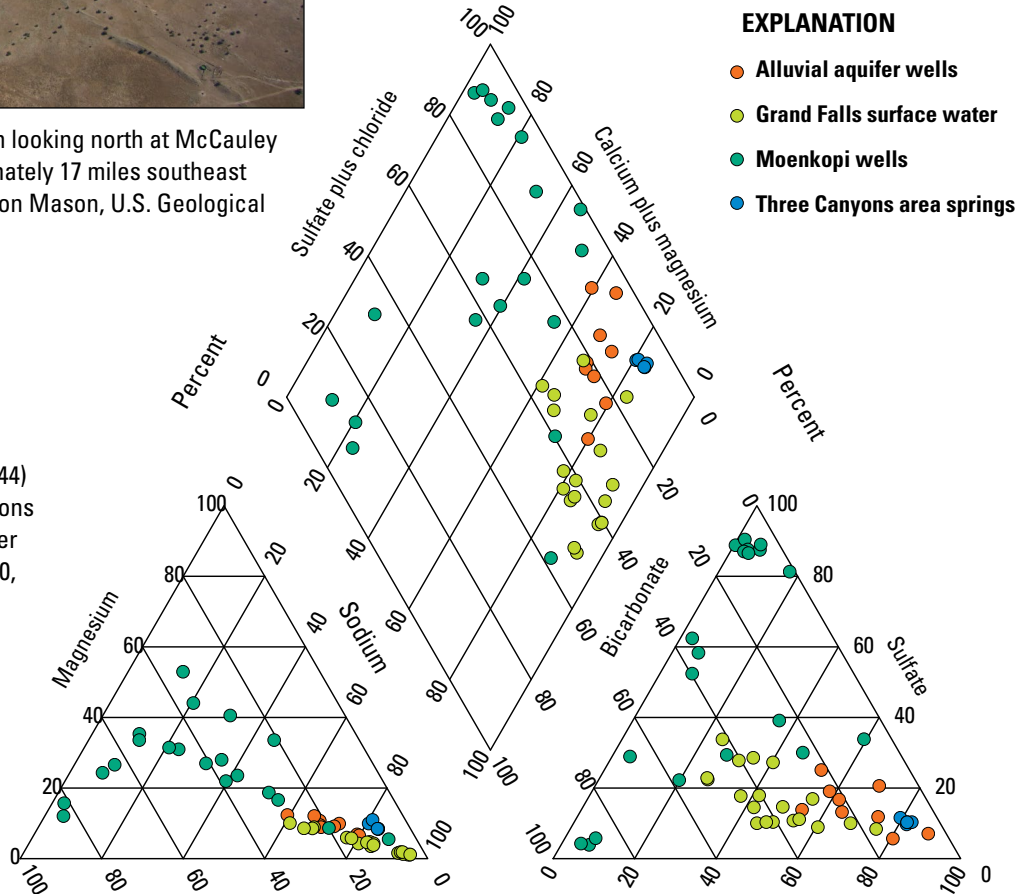 n looking north at McCauley
nately 17 miles southeast
on Mason, U.S. Geological
44)
ons
er
0,
EXPLANATION
Alluvial aquifer wells
Grand Falls surface water
Moenkopi wells
Three Canyons area springs
100 100
80 80
60 60
40 40
20 20
0 0
0 0
20 20
40 40
60 60
80 80
100 100
Sulfate plus chloride
Calcium plus magnesium
Percent
Percent
100 0
80 20
60 40
40 60
20 80
0 100
100 80 60 40 20 0
Magnesium
Sodium
0 100
20 80
40 60
60 40
80 20
100 0
0 20 40 60 80 100
Bicarbonate
Sulfate